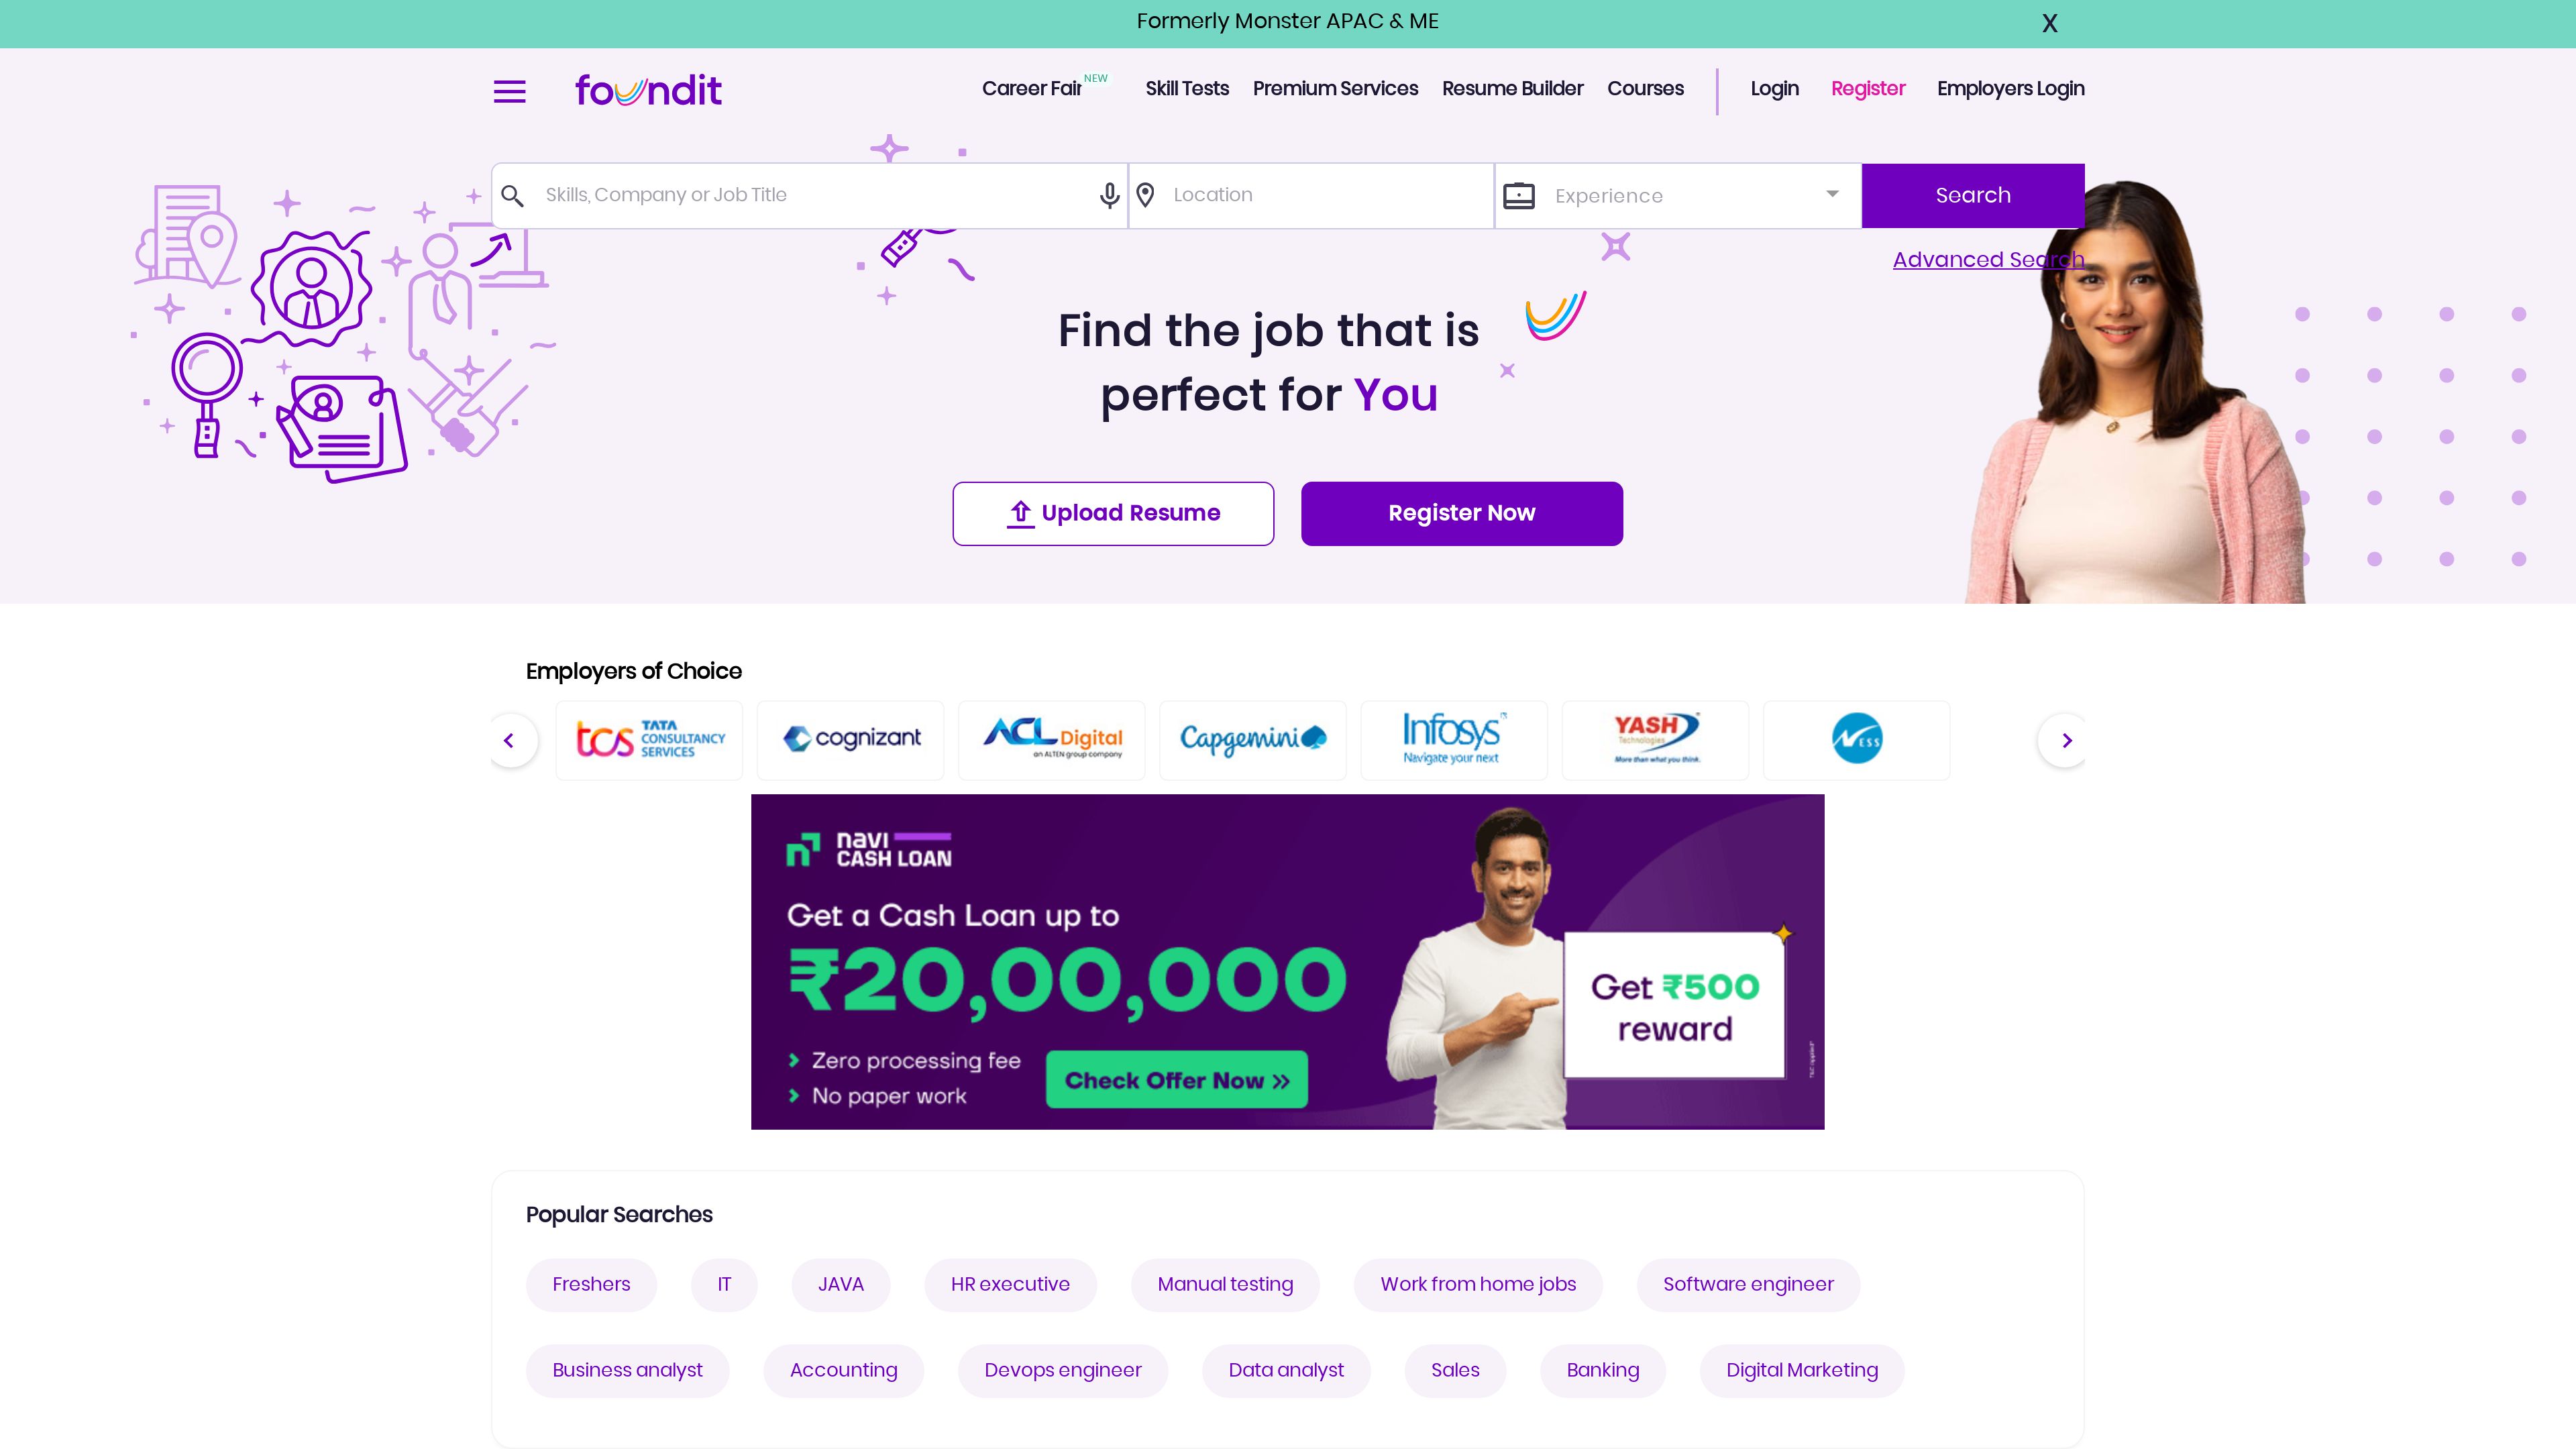 Formerly Monster APAC & ME
X
foundit
Career Fair NEW
Skill Tests
Premium Services
Resume Builder
Courses
Login
Register
Employers Login
Skills, Company or Job Title
Location
Experience
Search
Advanced Search
Find the job that is
perfect for You
Upload Resume
Register Now
Employers of Choice
tcs TATA
CONSULTANCY
SERVICES
cognizant
ACL Digital
an ALTEN group company
Capgemini
Infosys
Navigate your next
YASH
Technologies
More than what you think.
NESS
navi
CASH LOAN
Get a Cash Loan up to
₹20,00,000
Zero processing fee
No paper work
Check Offer Now »
Get ₹500
reward
Popular Searches
Freshers
IT
JAVA
HR executive
Manual testing
Work from home jobs
Software engineer
Business analyst
Accounting
Devops engineer
Data analyst
Sales
Banking
Digital Marketing